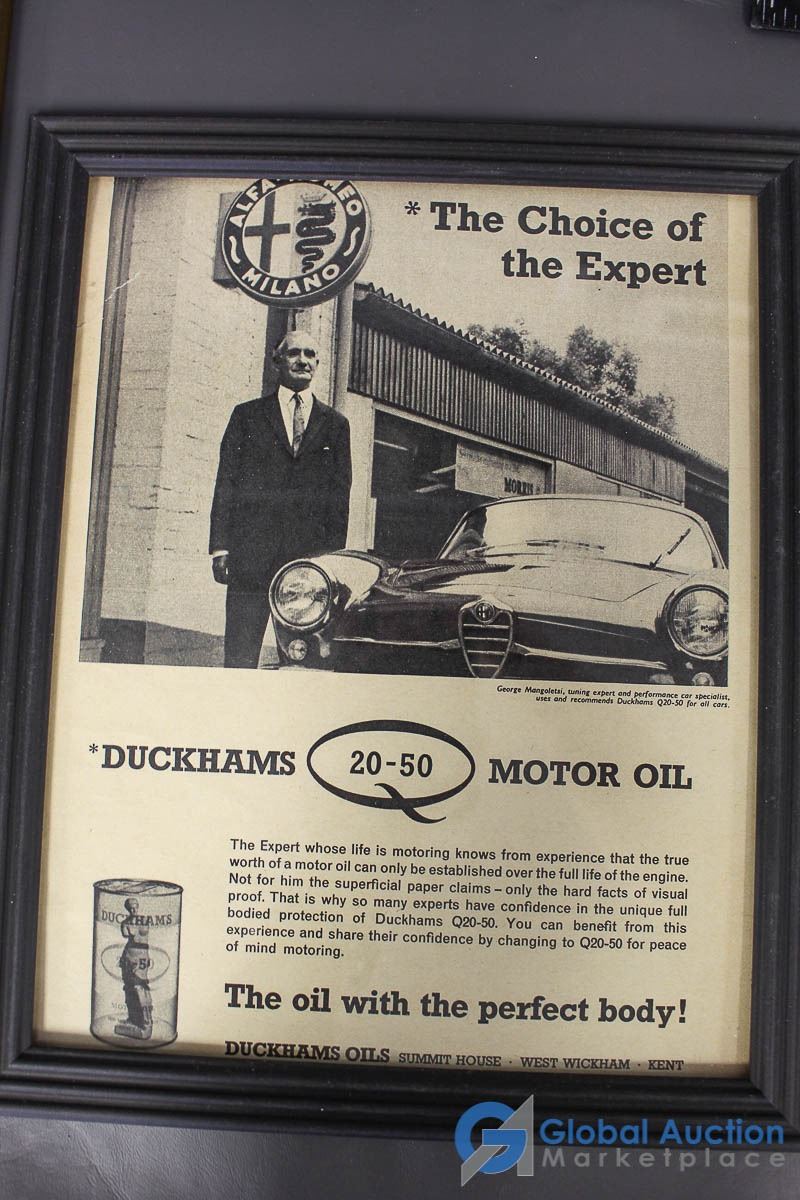 ALFA-ROMEO
MILANO
* The Choice of
the Expert
MORRIS
George Mangoletsi, tuning expert and performance car specialist,
uses and recommends Duckhams Q20-50 for all cars.
*DUCKHAMS Q 20-50 MOTOR OIL
The Expert whose life is motoring knows from experience that the true
worth of a motor oil can only be established over the full life of the engine.
Not for him the superficial paper claims – only the hard facts of visual
proof. That is why so many experts have confidence in the unique full
bodied protection of Duckhams Q20-50. You can benefit from this
experience and share their confidence by changing to Q20-50 for peace
of mind motoring.
DUCKHAMS
20-50
The oil with the perfect body!
DUCKHAMS OILS SUMMIT HOUSE · WEST WICKHAM · KENT
Global Auction
Marketplace